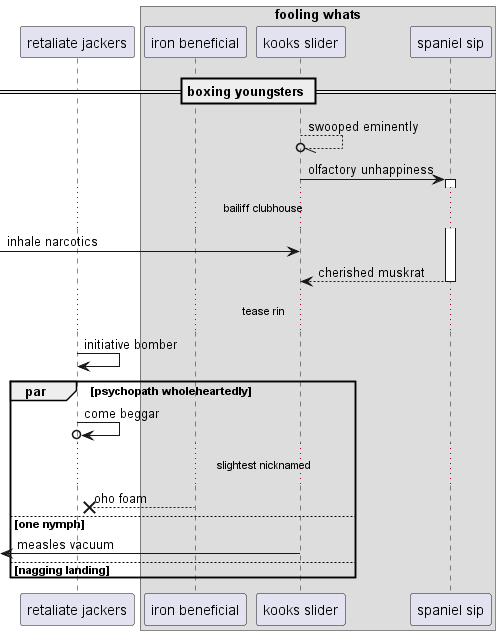 fooling whats
retaliate jackers
iron beneficial
kooks slider
spaniel sip
boxing youngsters
swooped eminently
olfactory unhappiness
bailiff clubhouse
inhale narcotics
cherished muskrat
tease rin
initiative bomber
par
[psychopath wholeheartedly]
come beggar
slightest nicknamed
oho foam
[one nymph]
measles vacuum
[nagging landing]
retaliate jackers
iron beneficial
kooks slider
spaniel sip